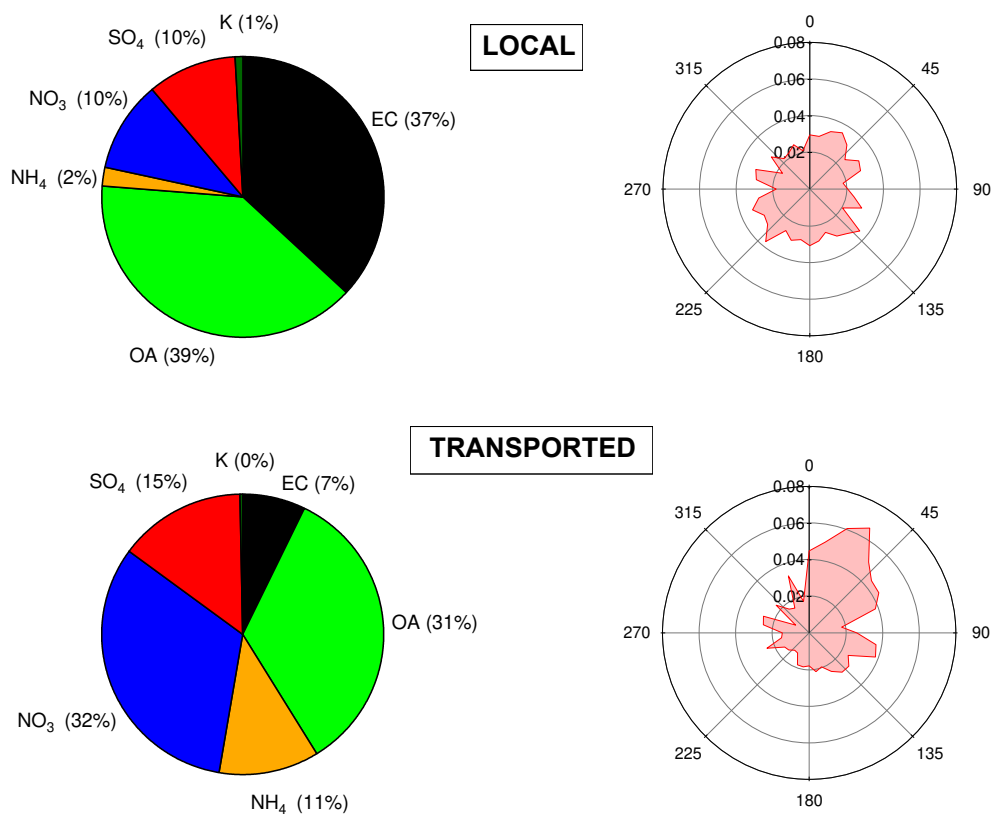 LOCAL
K (1%)
SO₄ (10%)
NO₃ (10%)
NH₄ (2%)
EC (37%)
OA (39%)
0
45
90
135
180
225
270
315
0.08
0.06
0.04
0.02
TRANSPORTED
K (0%)
EC (7%)
SO₄ (15%)
OA (31%)
NO₃ (32%)
NH₄ (11%)
0
45
90
135
180
225
270
315
0.08
0.06
0.04
0.02